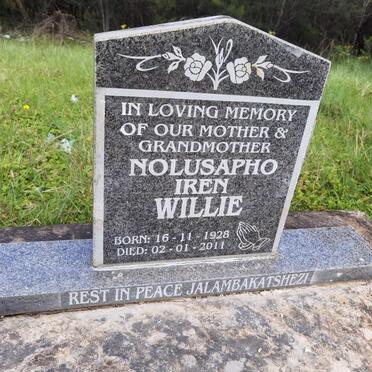 IN LOVING MEMORY
OF OUR MOTHER &
GRANDMOTHER
NOLUSAPHO
IREN
WILLIE
BORN: 16-11-1928
DIED: 02-01-2011
REST IN PEACE JALAMBAKATSHEZI